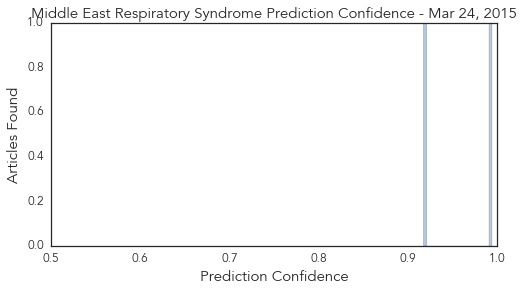 Middle East Respiratory Syndrome Prediction Confidence - Mar 24, 2015
1.0
0.8
0.6
0.4
0.2
0.0
Articles Found
0.5 0.6 0.7 0.8 0.9 1.0
Prediction Confidence